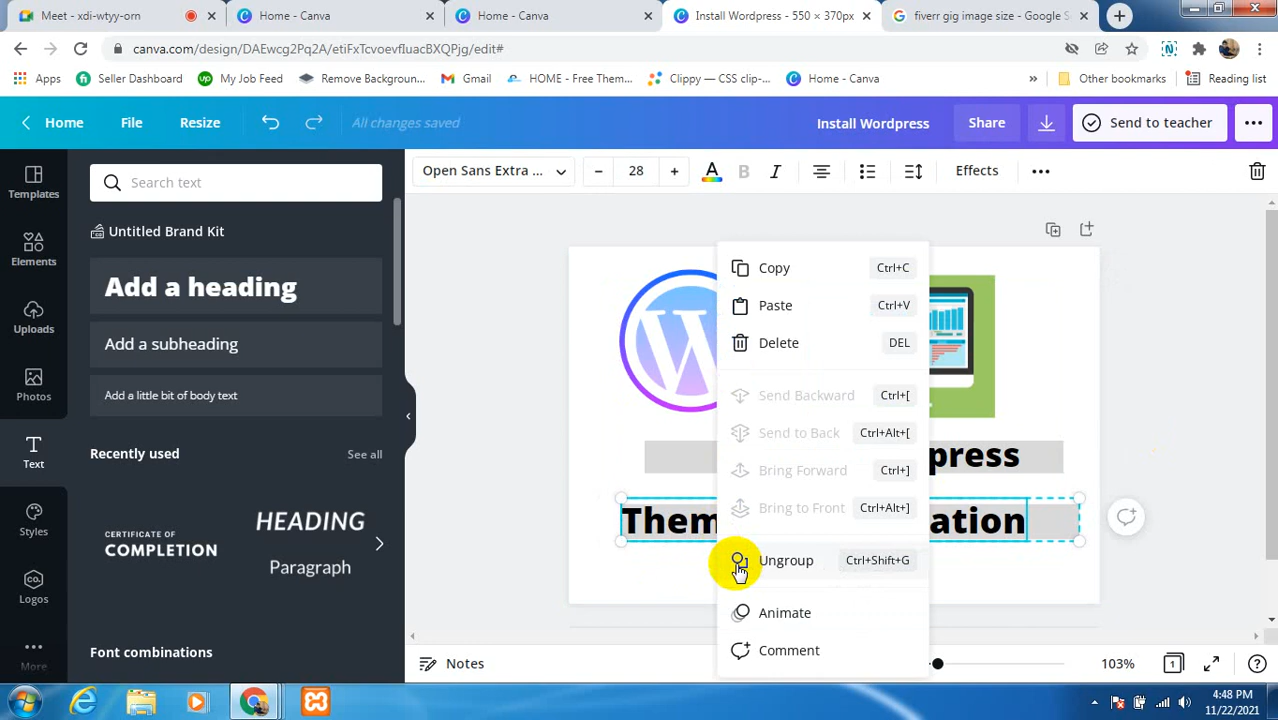 Meet - xdi-wtyy-orn
Home - Canva
Home - Canva
Install Wordpress - 550 × 370px
fiverr gig image size - Google S
canva.com/design/DAEwcg2Pq2A/etiFxTcvoevfIuacBXQPjg/edit#
Apps
Seller Dashboard
My Job Feed
Remove Backgroun...
Gmail
HOME - Free Them...
Clippy — CSS clip-...
Home - Canva
»
Other bookmarks
Reading list
Home
File
Resize
All changes saved
Install Wordpress
Share
Send to teacher
Templates
Elements
Uploads
Photos
Text
Styles
Logos
More
Search text
Untitled Brand Kit
Add a heading
Add a subheading
Add a little bit of body text
Recently used
See all
CERTIFICATE OF
COMPLETION
HEADING
Paragraph
Font combinations
Open Sans Extra ...
28
A
B
I
Effects
press
Them
ation
Copy Ctrl+C
Paste Ctrl+V
Delete DEL
Send Backward Ctrl+[
Send to Back Ctrl+Alt+[
Bring Forward Ctrl+]
Bring to Front Ctrl+Alt+]
Ungroup Ctrl+Shift+G
Animate
Comment
Notes
103%
1
4:48 PM
11/22/2021